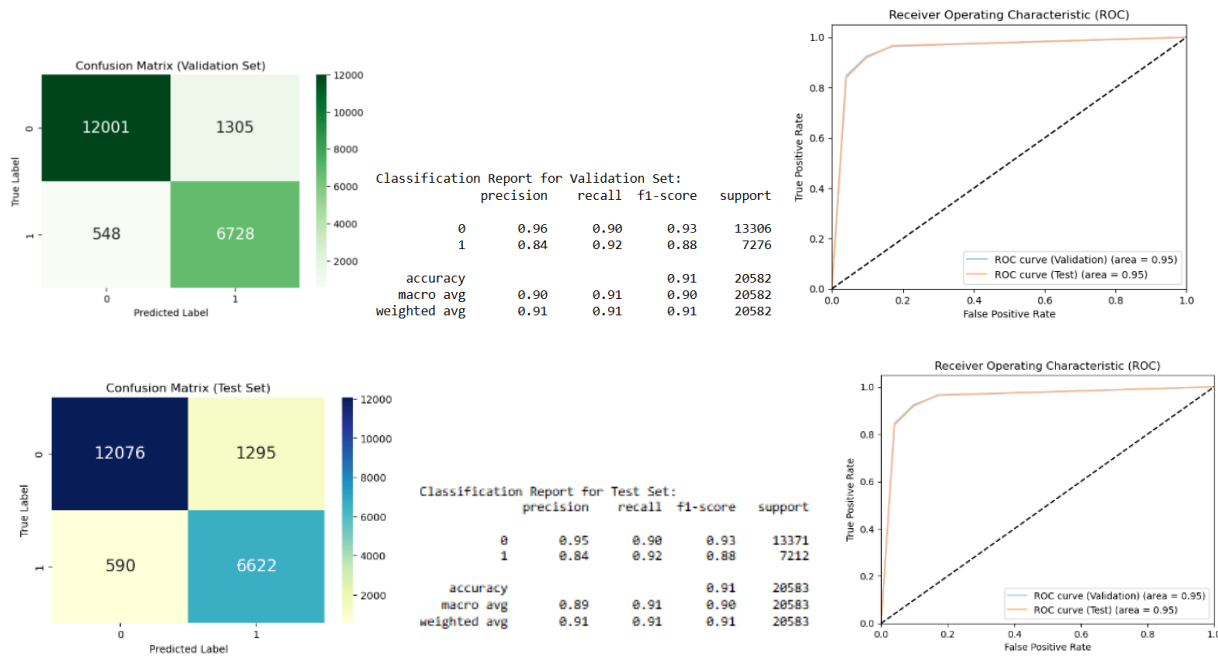 Confusion Matrix (Validation Set)
12001 1305
548 6728
True Label
0
1
0 1
Predicted Label
12000
10000
8000
6000
4000
2000
Classification Report for Validation Set:
precision recall f1-score support
0 0.96 0.90 0.93 13306
1 0.84 0.92 0.88 7276
accuracy 0.91 20582
macro avg 0.90 0.91 0.90 20582
weighted avg 0.91 0.91 0.91 20582
Receiver Operating Characteristic (ROC)
True Positive Rate
1.0
0.8
0.6
0.4
0.2
0.0
ROC curve (Validation) (area = 0.95)
ROC curve (Test) (area = 0.95)
0.0 0.2 0.4 0.6 0.8 1.0
False Positive Rate
Confusion Matrix (Test Set)
12076 1295
590 6622
True Label
0
1
0 1
Predicted Label
12000
10000
8000
6000
4000
2000
Classification Report for Test Set:
precision recall f1-score support
0 0.95 0.90 0.93 13371
1 0.84 0.92 0.88 7212
accuracy 0.91 20583
macro avg 0.89 0.91 0.90 20583
weighted avg 0.91 0.91 0.91 20583
Receiver Operating Characteristic (ROC)
True Positive Rate
1.0
0.8
0.6
0.4
0.2
0.0
ROC curve (Validation) (area = 0.95)
ROC curve (Test) (area = 0.95)
0.0 0.2 0.4 0.6 0.8 1.0
False Positive Rate